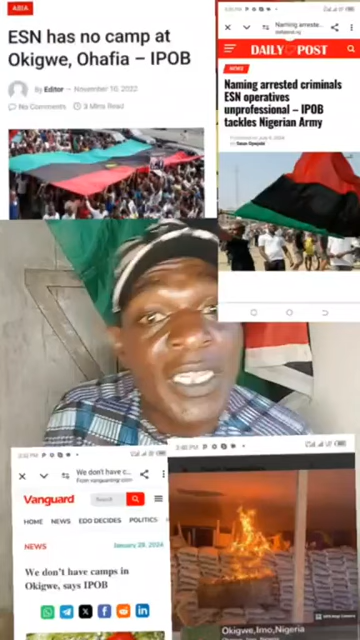 ASIA
ESN has no camp at
Okigwe, Ohafia – IPOB
By Editor - November 10, 2022
No Comments
3 Mins Read
Naming arreste...
DAILY POST
NEWS
Naming arrested criminals
ESN operatives
unprofessional – IPOB
tackles Nigerian Army
We don't have c...
From vanguardngr.com
Vanguard
Search
HOME NEWS EDO DECIDES POLITICS
NEWS
January 29, 2024
We don't have camps in
Okigwe, says IPOB
Okigwe,Imo,Nigeria